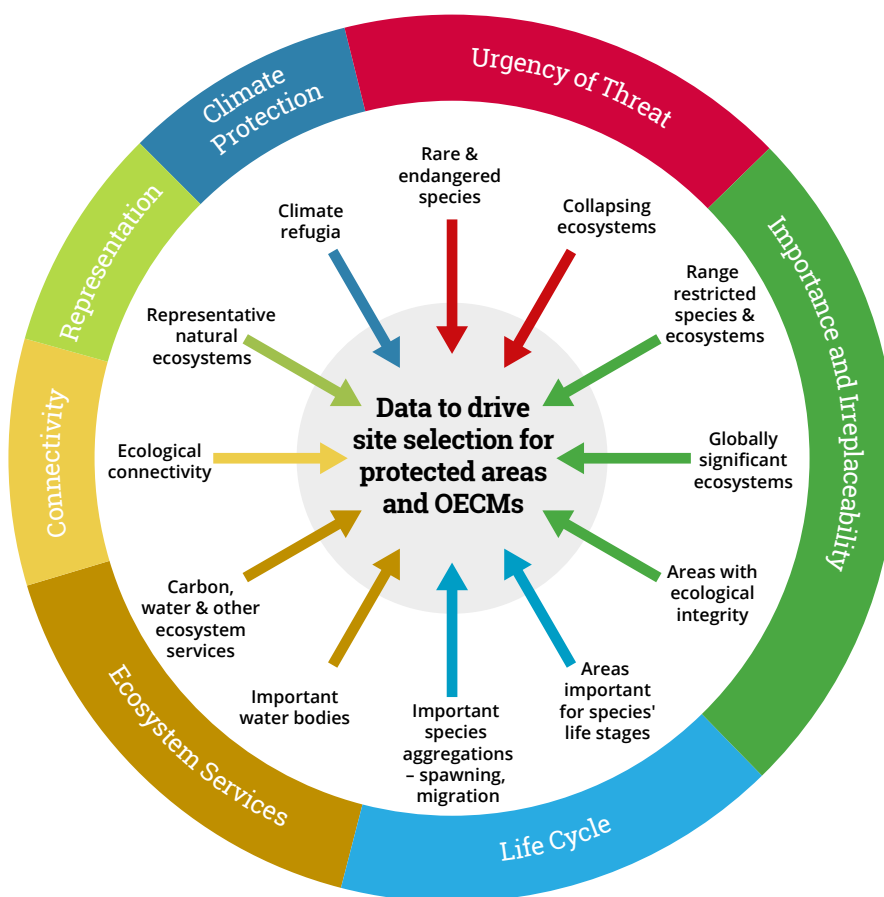 Climate
Protection
Urgency of Threat
Importance and Irreplaceability
Life Cycle
Ecosystem Services
Connectivity
Representation
Rare &
endangered
species
Collapsing
ecosystems
Range
restricted
species &
ecosystems
Globally
significant
ecosystems
Areas with
ecological
integrity
Areas
important
for species'
life stages
Important
species
aggregations
– spawning,
migration
Important
water bodies
Carbon,
water & other
ecosystem
services
Ecological
connectivity
Representative
natural
ecosystems
Climate
refugia
Data to drive
site selection for
protected areas
and OECMs